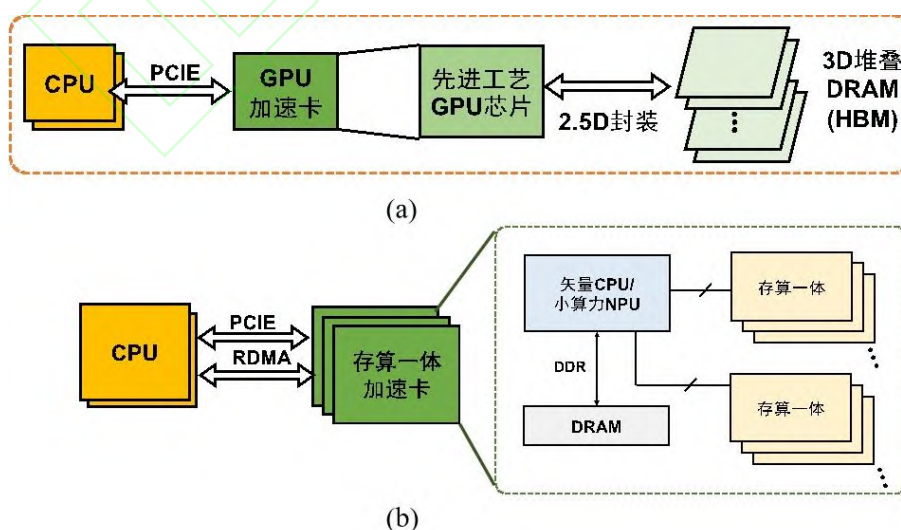 CPU
PCIE
GPU
加速卡
先进工艺
GPU芯片
2.5D封装
3D堆叠
DRAM
(HBM)
(a)
CPU
PCIE
RDMA
存算一体
加速卡
矢量CPU/
小算力NPU
DDR
DRAM
存算一体
存算一体
(b)